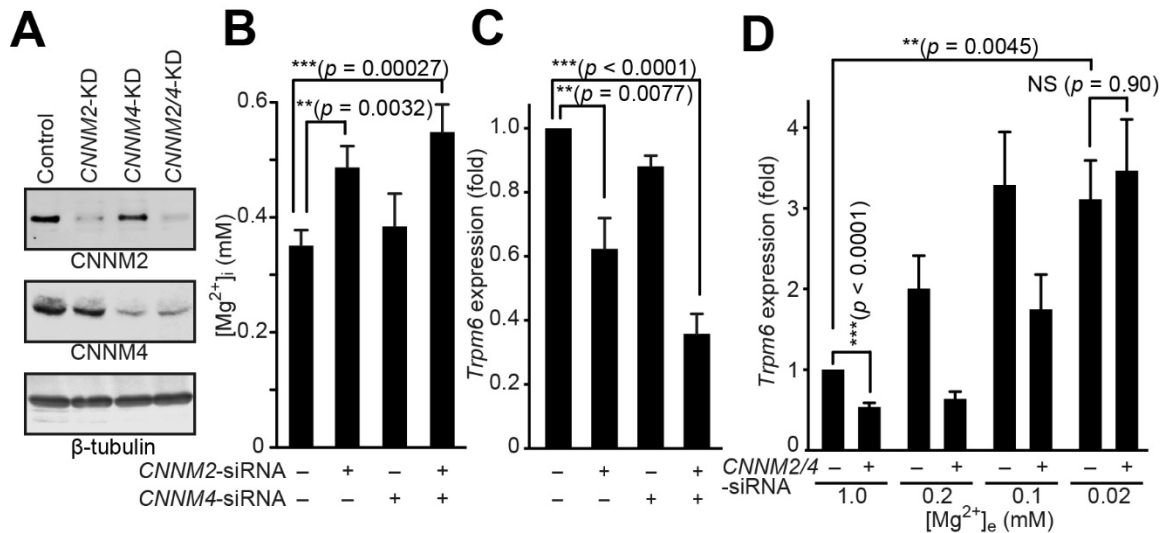 A
Control
CNNM2-KD
CNNM4-KD
CNNM2/4-KD
CNNM2
CNNM4
β-tubulin
B
***(p = 0.00027)
**(p = 0.0032)
[Mg2+]i (mM)
0.6
0.4
0.2
0
CNNM2-siRNA – + – +
CNNM4-siRNA – – + +
C
***(p < 0.0001)
**(p = 0.0077)
Trpm6 expression (fold)
1.0
0.8
0.6
0.4
0.2
0
– + – +
– – + +
D
**(p = 0.0045)
NS (p = 0.90)
***(p < 0.0001)
Trpm6 expression (fold)
4
3
2
1
0
CNNM2/4
-siRNA
– + – + – + – +
1.0 0.2 0.1 0.02
[Mg2+]e (mM)